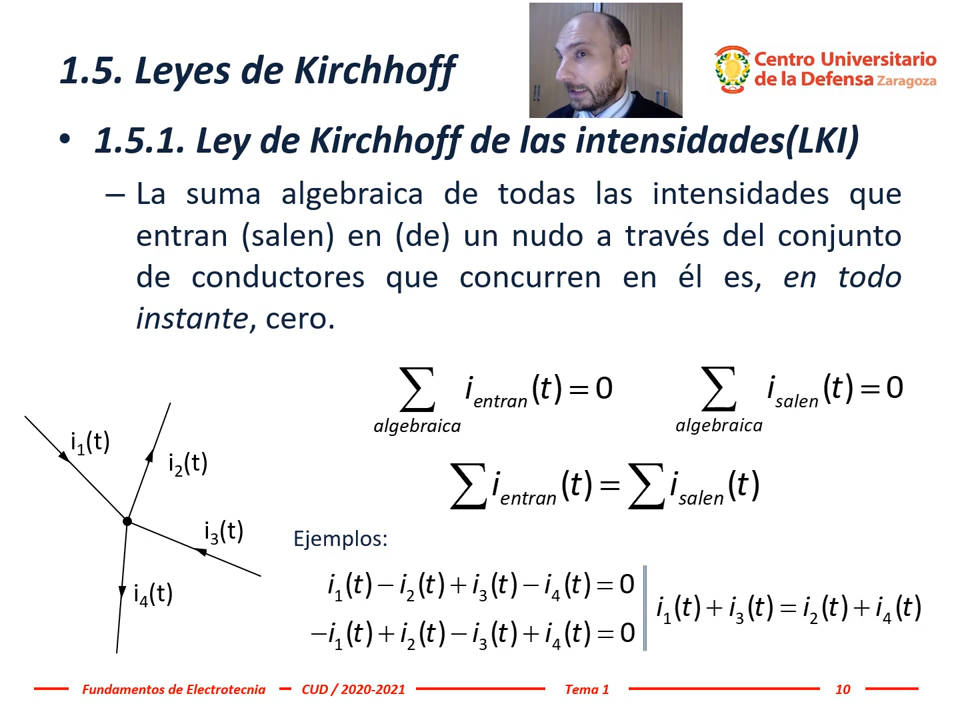 1.5. Leyes de Kirchhoff
Centro Universitario
de la Defensa Zaragoza
• 1.5.1. Ley de Kirchhoff de las intensidades(LKI)
– La suma algebraica de todas las intensidades que
entran (salen) en (de) un nudo a través del conjunto
de conductores que concurren en él es, en todo
instante, cero.
∑ i_entran(t) = 0
algebraica
∑ i_salen(t) = 0
algebraica
∑ i_entran(t) = ∑ i_salen(t)
i₁(t)
i₂(t)
i₃(t)
i₄(t)
Ejemplos:
i₁(t) − i₂(t) + i₃(t) − i₄(t) = 0
−i₁(t) + i₂(t) − i₃(t) + i₄(t) = 0
i₁(t) + i₃(t) = i₂(t) + i₄(t)
Fundamentos de Electrotecnia CUD / 2020-2021 Tema 1 10